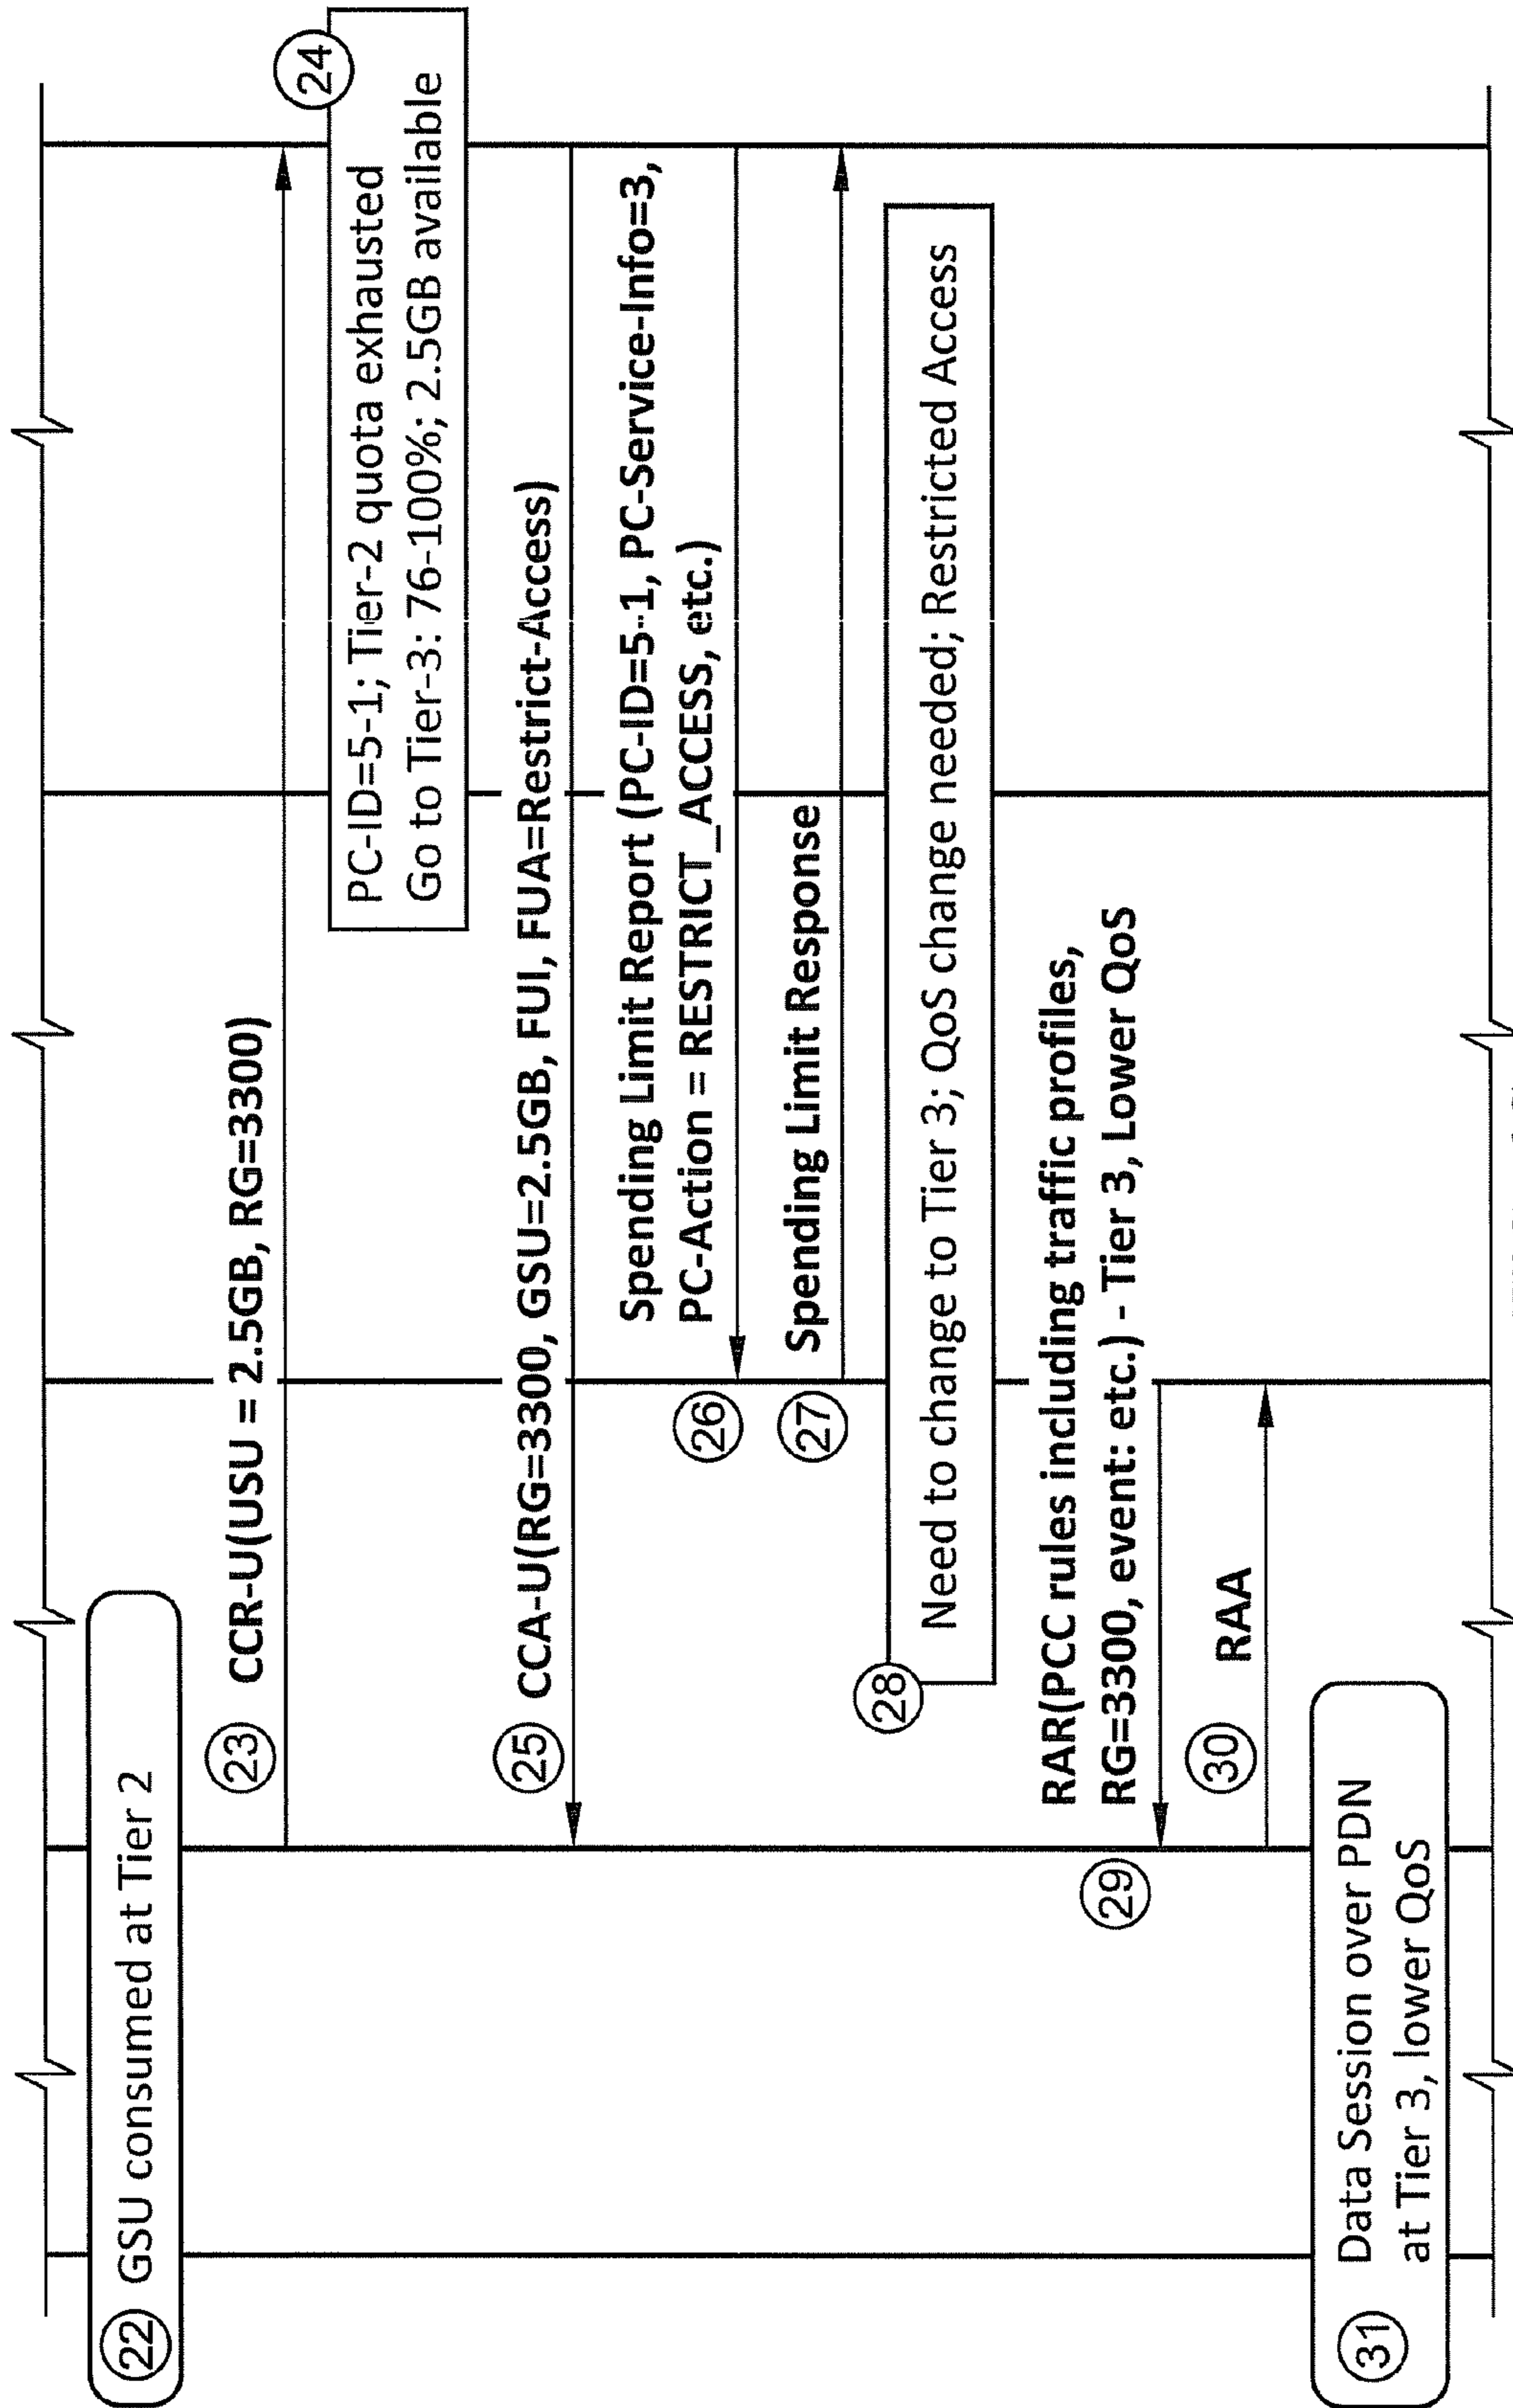 22 GSU consumed at Tier 2
23 CCR-U(USU = 2.5GB, RG=3300)
24
PC-ID=5-1; Tier-2 quota exhausted
Go to Tier-3: 76-100%; 2.5GB available
25 CCA-U(RG=3300, GSU=2.5GB, FUI, FUA=Restrict-Access)
Spending Limit Report (PC-ID=5-1, PC-Service-Info=3,
PC-Action = RESTRICT_ACCESS, etc.)
26
Spending Limit Response
27
28
Need to change to Tier 3; QoS change needed; Restricted Access
RAR(PCC rules including traffic profiles,
RG=3300, event: etc.) - Tier 3, Lower QoS
29
30 RAA
31 Data Session over PDN
at Tier 3, lower QoS